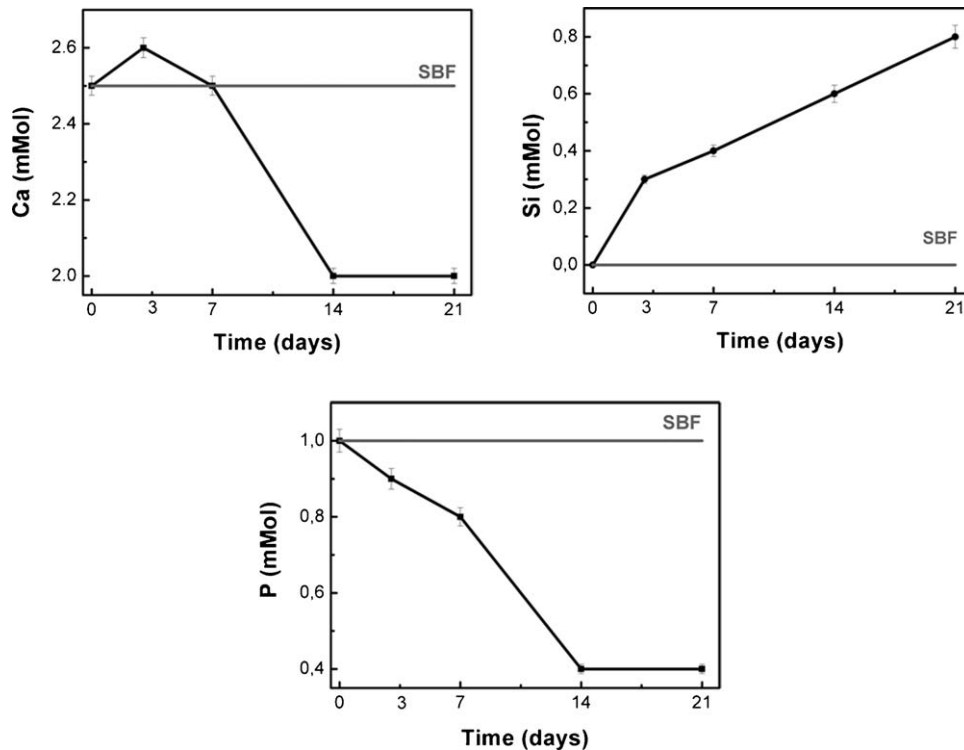 Ca (mMol)
2.6
2.4
2.2
2.0
SBF
0 3 7 14 21
Time (days)
Si (mMol)
0,8
0,6
0,4
0,2
0,0
SBF
0 3 7 14 21
Time (days)
P (mMol)
1,0
0,8
0,6
0,4
SBF
0 3 7 14 21
Time (days)